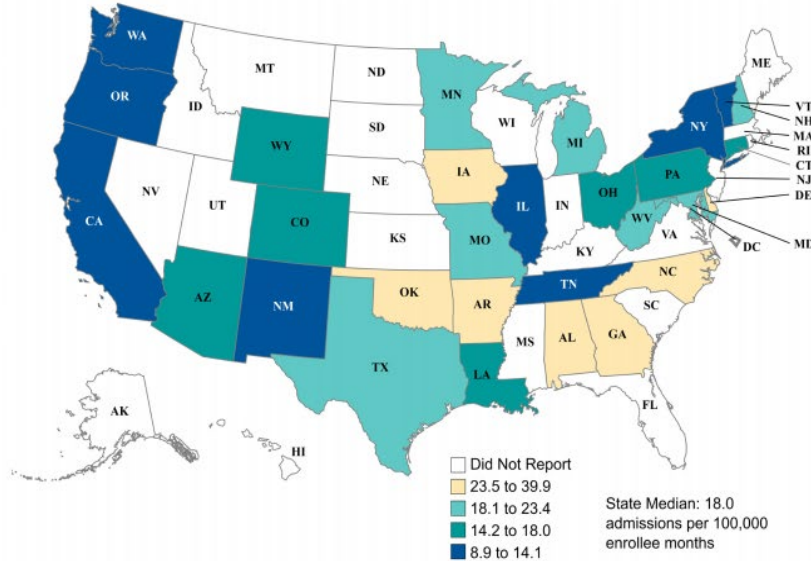 WA
MT
ND
MN
ME
OR
ID
SD
WI
MI
NY
VT
NH
MA
RI
CT
NJ
DE
MD
WY
IA
PA
NV
UT
CO
NE
IL
IN
OH
WV
VA
DC
CA
KS
MO
KY
AZ
NM
OK
AR
TN
NC
SC
TX
LA
MS
AL
GA
FL
AK
HI
Did Not Report
23.5 to 39.9
18.1 to 23.4
14.2 to 18.0
8.9 to 14.1
State Median: 18.0
admissions per 100,000
enrollee months